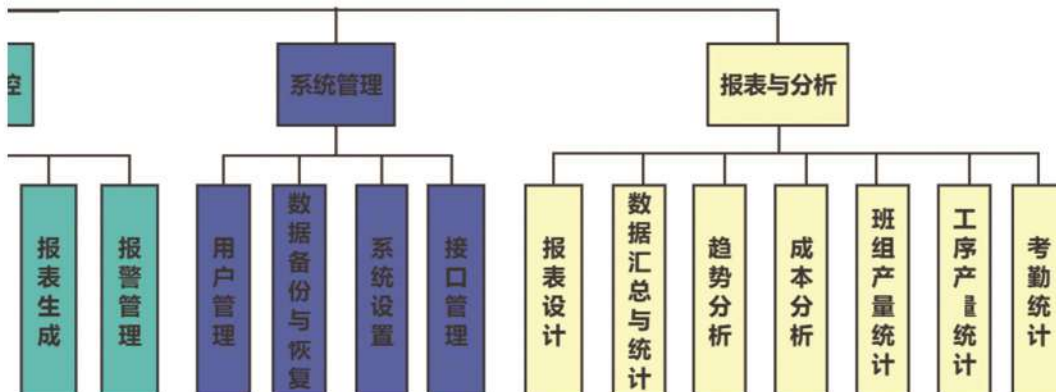 控
系统管理
报表与分析
报表生成
报警管理
用户管理
数据备份与恢复
系统设置
接口管理
报表设计
数据汇总与统计
趋势分析
成本分析
班组产量统计
工序产量统计
考勤统计